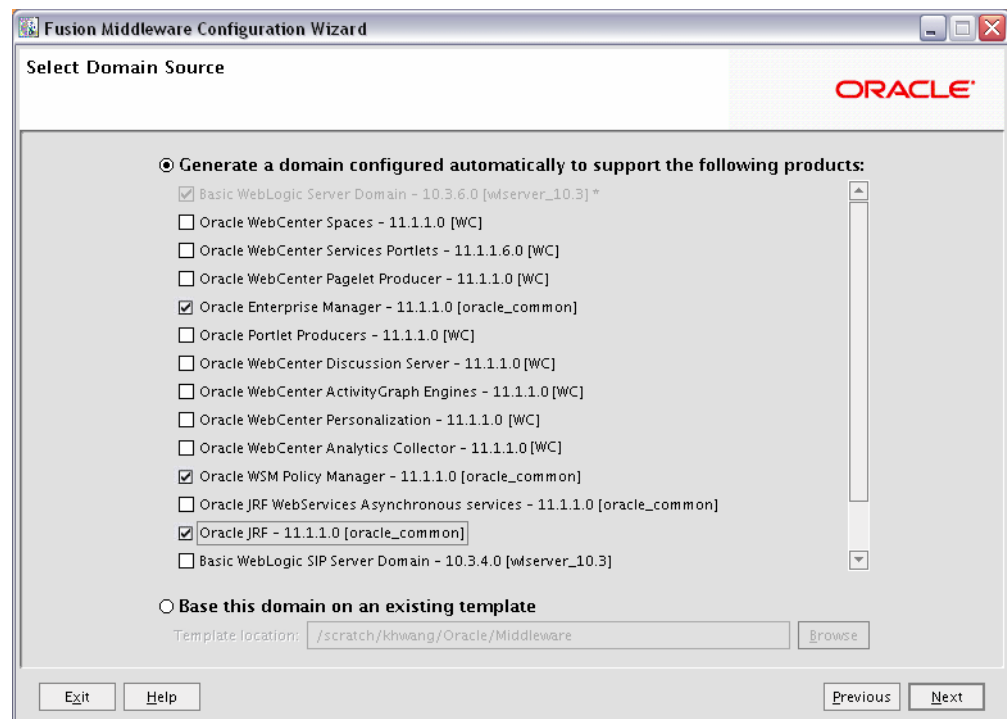 Fusion Middleware Configuration Wizard
Select Domain Source
ORACLE
Generate a domain configured automatically to support the following products:
Basic WebLogic Server Domain - 10.3.6.0 [wlserver_10.3] *
Oracle WebCenter Spaces - 11.1.1.0 [WC]
Oracle WebCenter Services Portlets - 11.1.1.6.0 [WC]
Oracle WebCenter Pagelet Producer - 11.1.1.0 [WC]
Oracle Enterprise Manager - 11.1.1.0 [oracle_common]
Oracle Portlet Producers - 11.1.1.0 [WC]
Oracle WebCenter Discussion Server - 11.1.1.0 [WC]
Oracle WebCenter ActivityGraph Engines - 11.1.1.0 [WC]
Oracle WebCenter Personalization - 11.1.1.0 [WC]
Oracle WebCenter Analytics Collector - 11.1.1.0 [WC]
Oracle WSM Policy Manager - 11.1.1.0 [oracle_common]
Oracle JRF WebServices Asynchronous services - 11.1.1.0 [oracle_common]
Oracle JRF - 11.1.1.0 [oracle_common]
Basic WebLogic SIP Server Domain - 10.3.4.0 [wlserver_10.3]
Base this domain on an existing template
Template location: /scratch/khwang/Oracle/Middleware Browse
Exit Help Previous Next